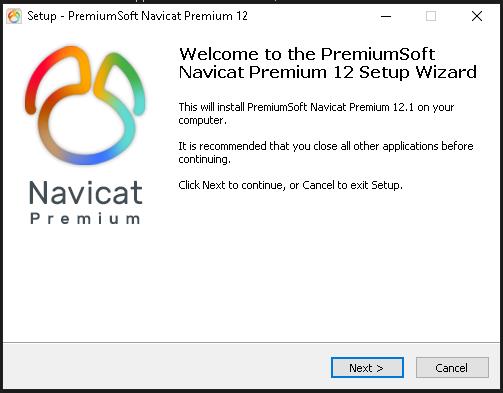 Setup - PremiumSoft Navicat Premium 12
Welcome to the PremiumSoft
Navicat Premium 12 Setup Wizard
This will install PremiumSoft Navicat Premium 12.1 on your
computer.
It is recommended that you close all other applications before
continuing.
Click Next to continue, or Cancel to exit Setup.
Navicat
Premium
Next >
Cancel